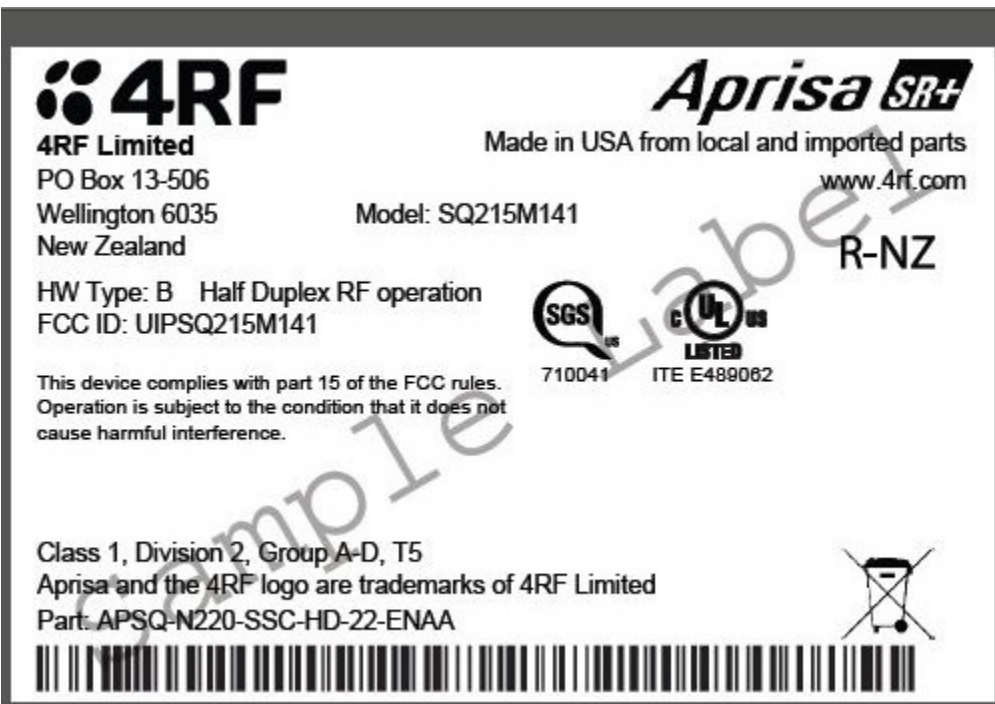 4RF
Aprisa SR+
4RF Limited
Made in USA from local and imported parts
PO Box 13-506
www.4rf.com
Wellington 6035
Model: SQ215M141
New Zealand
R-NZ
HW Type: B Half Duplex RF operation
FCC ID: UIPSQ215M141
SGS
US
710041
C UL US
LISTED
ITE E489062
This device complies with part 15 of the FCC rules.
Operation is subject to the condition that it does not
cause harmful interference.
Sample Label
Class 1, Division 2, Group A-D, T5
Aprisa and the 4RF logo are trademarks of 4RF Limited
Part: APSQ-N220-SSC-HD-22-ENAA